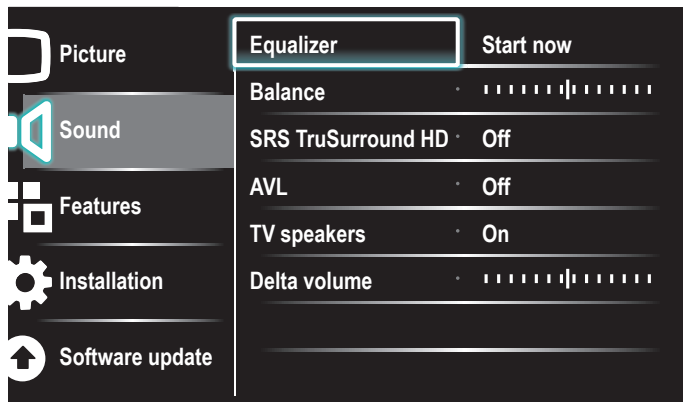 Picture
Sound
Features
Installation
Software update
Equalizer Start now
Balance
SRS TruSurround HD Off
AVL Off
TV speakers On
Delta volume